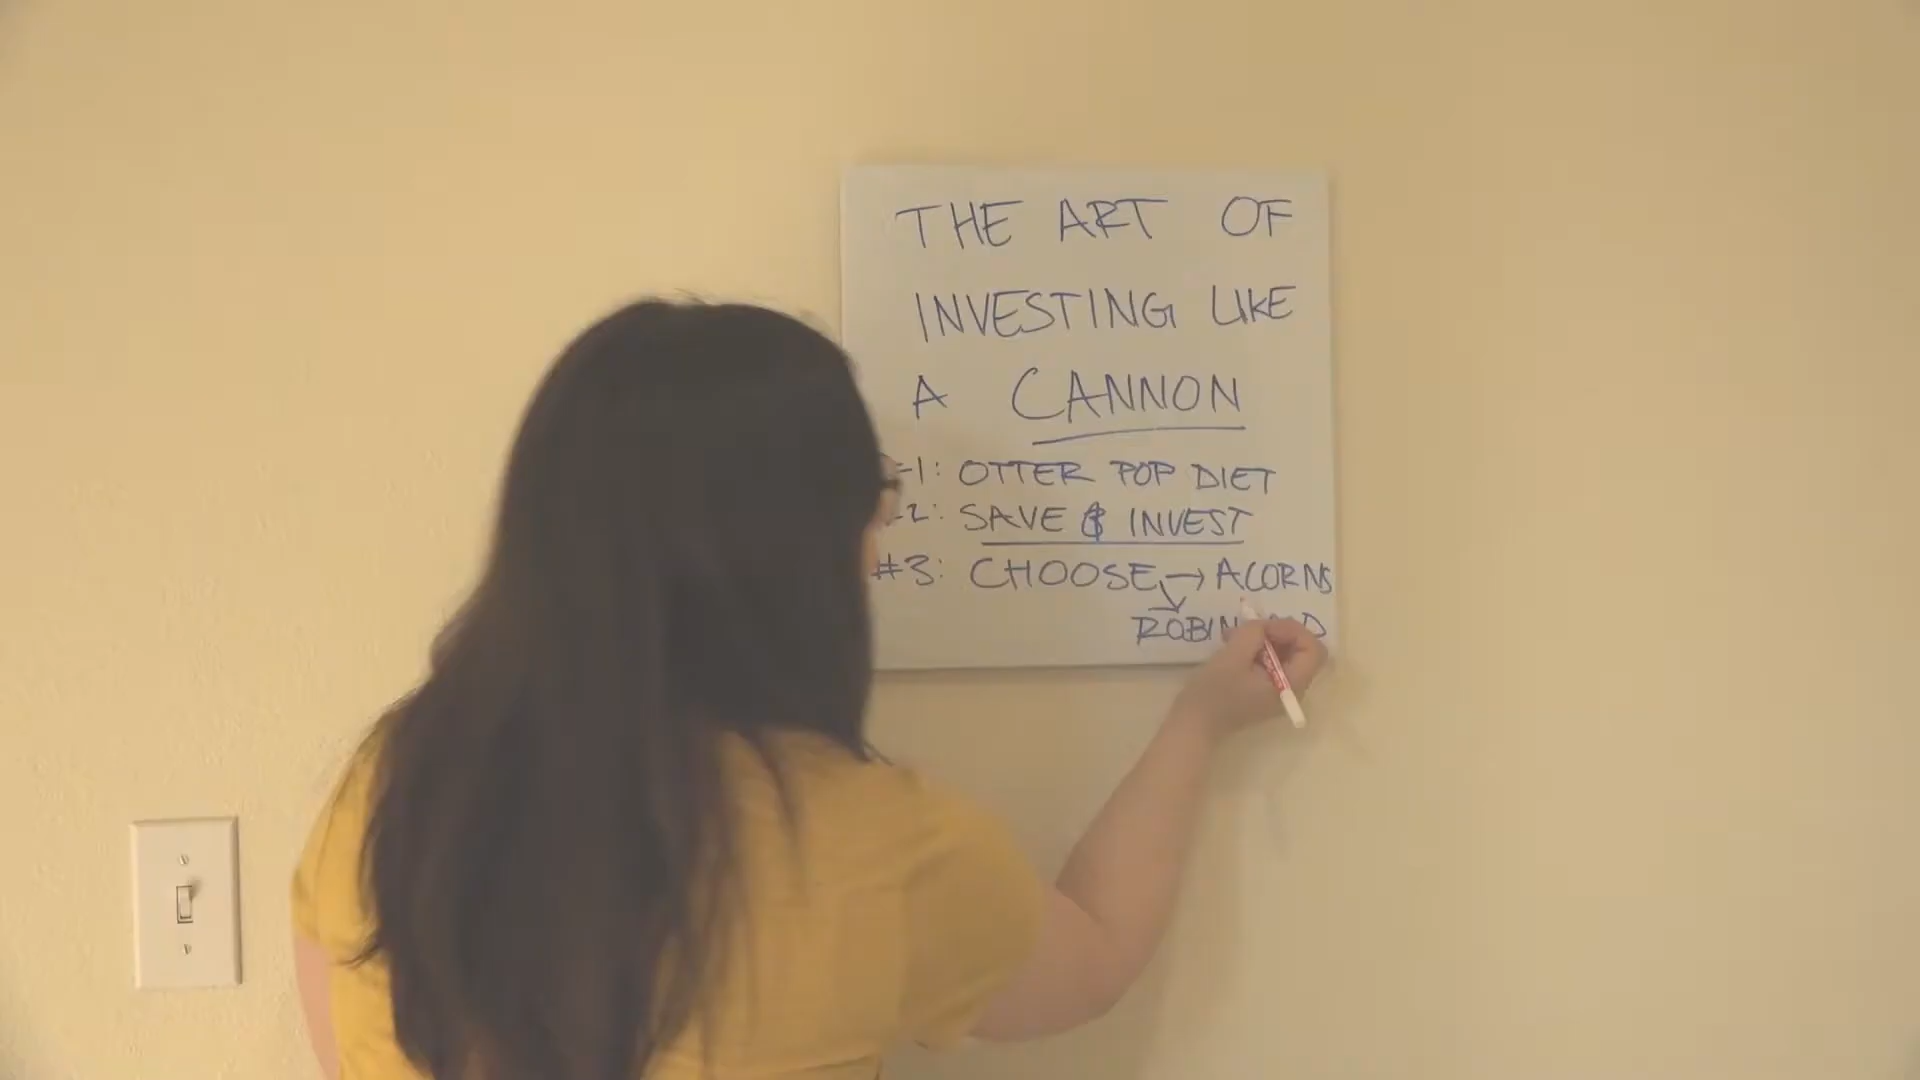 THE ART OF
INVESTING LIKE
A CANNON
#1: OTTER POP DIET
#2: SAVE & INVEST
#3: CHOOSE → ACORNS